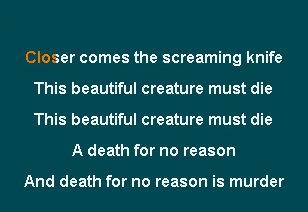 Closer comes the screaming knife
This beautiful creature must die
This beautiful creature must die
A death for no reason
And death for no reason is murder